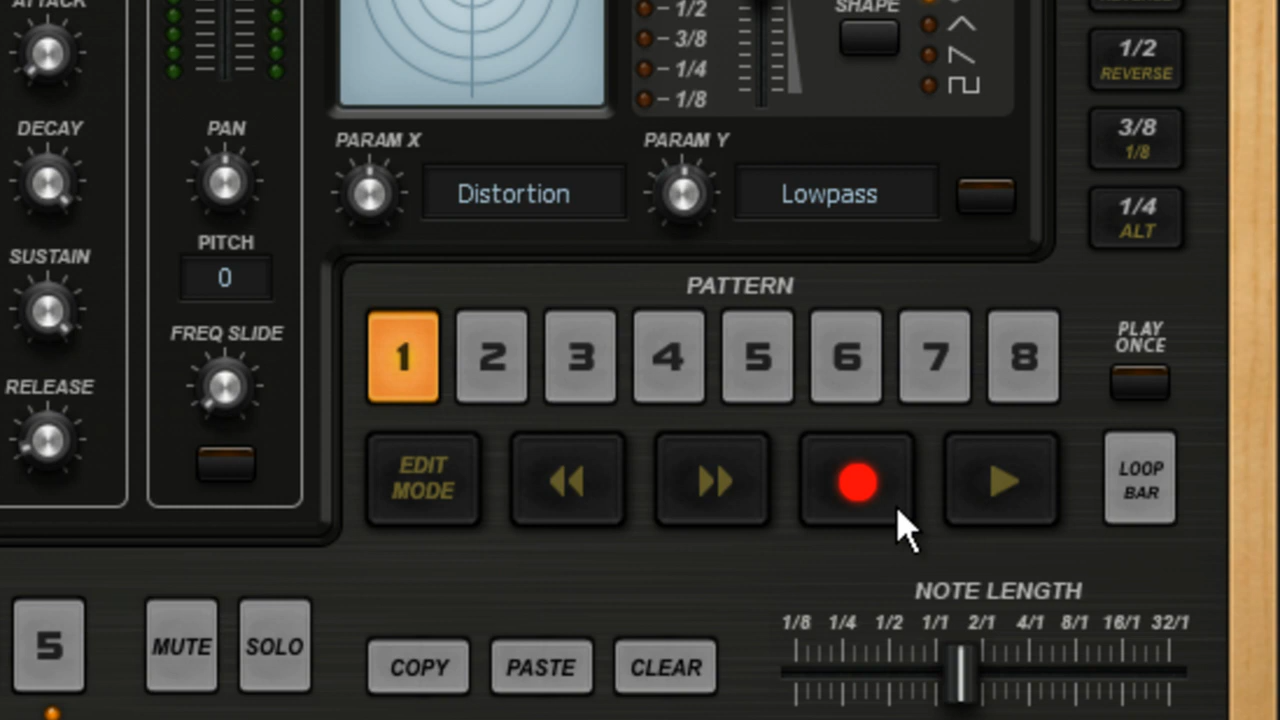 ATTACK
DECAY
SUSTAIN
RELEASE
PAN
PITCH
0
FREQ SLIDE
1/2
3/8
1/4
1/8
SHAPE
PARAM X
Distortion
PARAM Y
Lowpass
REVERSE
1/2
REVERSE
3/8
1/8
1/4
ALT
PATTERN
1 2 3 4 5 6 7 8
PLAY
ONCE
EDIT
MODE
LOOP
BAR
5
MUTE
SOLO
COPY
PASTE
CLEAR
NOTE LENGTH
1/8 1/4 1/2 1/1 2/1 4/1 8/1 16/1 32/1